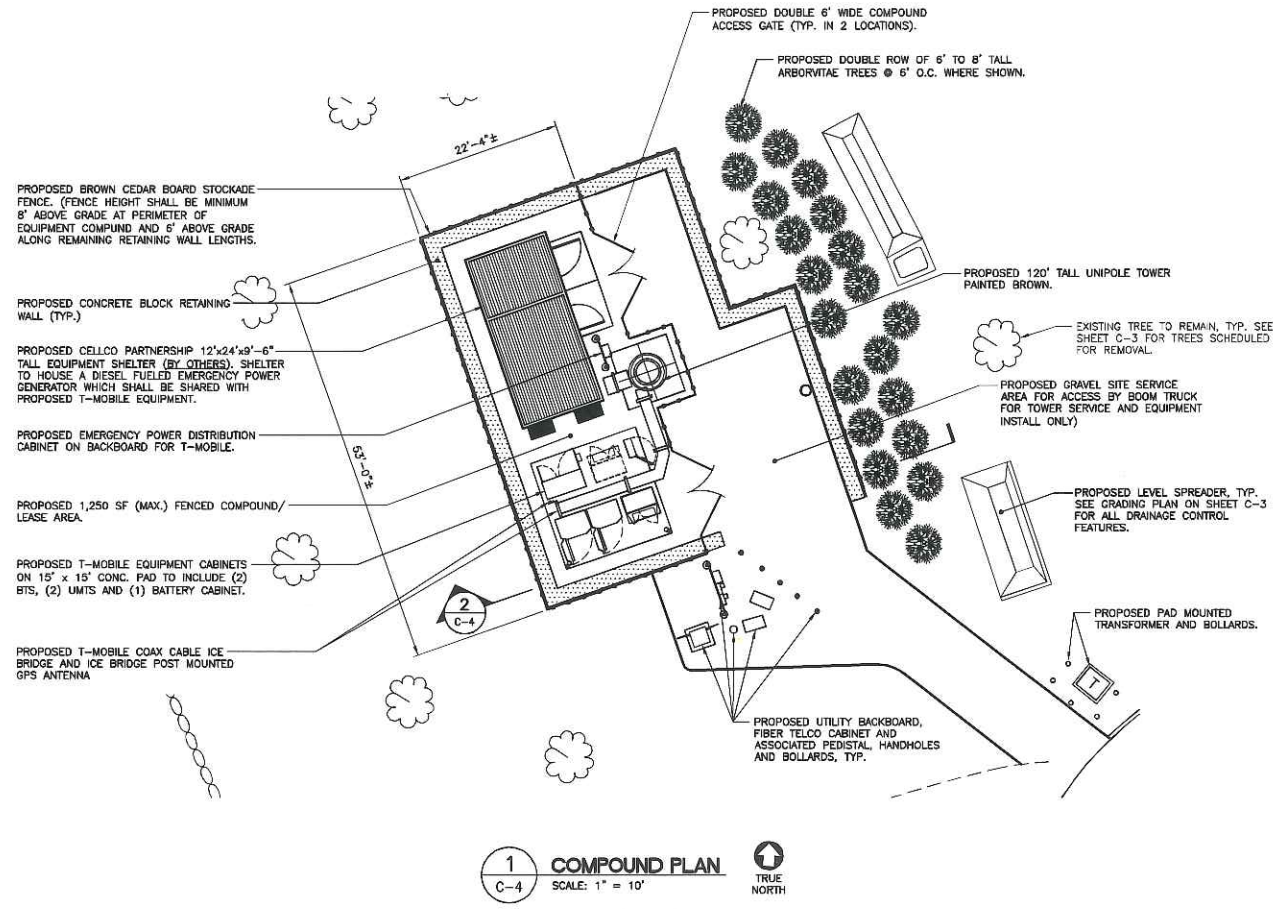 PROPOSED DOUBLE 6' WIDE COMPOUND
ACCESS GATE (TYP. IN 2 LOCATIONS).
PROPOSED DOUBLE ROW OF 6' TO 8' TALL
ARBORVITAE TREES @ 6' O.C. WHERE SHOWN.
22'-4"±
PROPOSED BROWN CEDAR BOARD STOCKADE
FENCE. (FENCE HEIGHT SHALL BE MINIMUM
8' ABOVE GRADE AT PERIMETER OF
EQUIPMENT COMPUND AND 6' ABOVE GRADE
ALONG REMAINING RETAINING WALL LENGTHS.
PROPOSED CONCRETE BLOCK RETAINING
WALL (TYP.)
PROPOSED CELLCO PARTNERSHIP 12'x24'x9'-6"
TALL EQUIPMENT SHELTER (BY OTHERS). SHELTER
TO HOUSE A DIESEL FUELED EMERGENCY POWER
GENERATOR WHICH SHALL BE SHARED WITH
PROPOSED T-MOBILE EQUIPMENT.
PROPOSED EMERGENCY POWER DISTRIBUTION
CABINET ON BACKBOARD FOR T-MOBILE.
63'-0"±
PROPOSED 1,250 SF (MAX.) FENCED COMPOUND/
LEASE AREA.
PROPOSED T-MOBILE EQUIPMENT CABINETS
ON 15' x 15' CONC. PAD TO INCLUDE (2)
BTS, (2) UMTS AND (1) BATTERY CABINET.
PROPOSED T-MOBILE COAX CABLE ICE
BRIDGE AND ICE BRIDGE POST MOUNTED
GPS ANTENNA
2
C-4
PROPOSED 120' TALL UNIPOLE TOWER
PAINTED BROWN.
EXISTING TREE TO REMAIN, TYP. SEE
SHEET C-3 FOR TREES SCHEDULED
FOR REMOVAL.
PROPOSED GRAVEL SITE SERVICE
AREA FOR ACCESS BY BOOM TRUCK
FOR TOWER SERVICE AND EQUIPMENT
INSTALL ONLY)
PROPOSED LEVEL SPREADER, TYP.
SEE GRADING PLAN ON SHEET C-3
FOR ALL DRAINAGE CONTROL
FEATURES.
PROPOSED PAD MOUNTED
TRANSFORMER AND BOLLARDS.
T
PROPOSED UTILITY BACKBOARD,
FIBER TELCO CABINET AND
ASSOCIATED PEDISTAL, HANDHOLES
AND BOLLARDS, TYP.
1
C-4
COMPOUND PLAN
SCALE: 1" = 10'
TRUE
NORTH